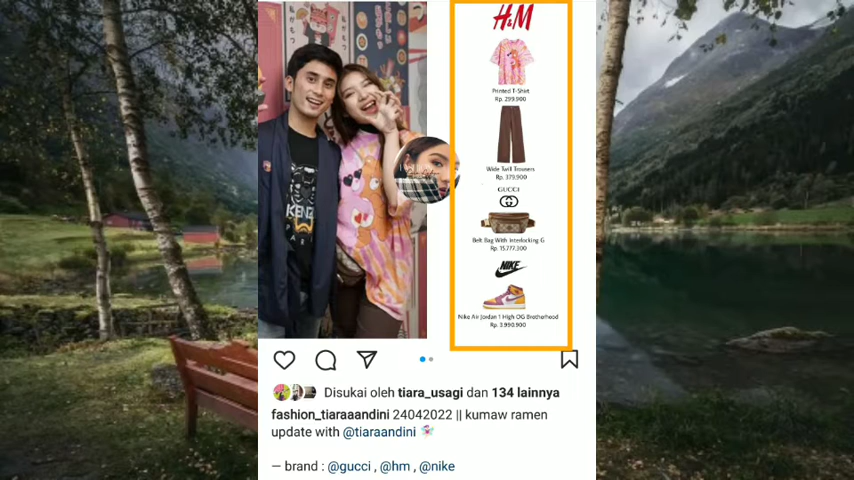 H&M
Printed T-Shirt
Rp. 299.900
Wide Twill Trousers
Rp. 379.900
GUCCI
Belt Bag With Interlocking G
Rp. 15.777.300
NIKE
Nike Air Jordan 1 High OG Brotherhood
Rp. 3.990.900
KENZO
PAR
Disukai oleh tiara_usagi dan 134 lainnya
fashion_tiaraandini 24042022 || kumaw ramen
update with @tiaraandini
— brand : @gucci , @hm , @nike